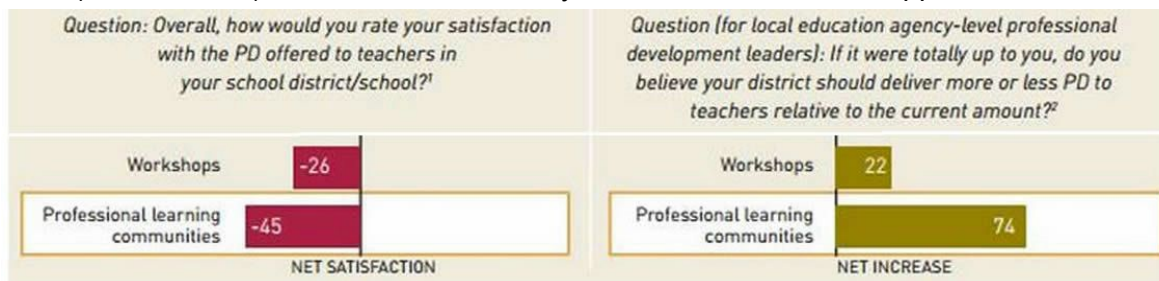 Question: Overall, how would you rate your satisfaction
with the PD offered to teachers in
your school district/school?¹
Question (for local education agency-level professional
development leaders): If it were totally up to you, do you
believe your district should deliver more or less PD to
teachers relative to the current amount?²
Workshops
-26
Professional learning
communities
-45
NET SATISFACTION
Workshops
22
Professional learning
communities
74
NET INCREASE